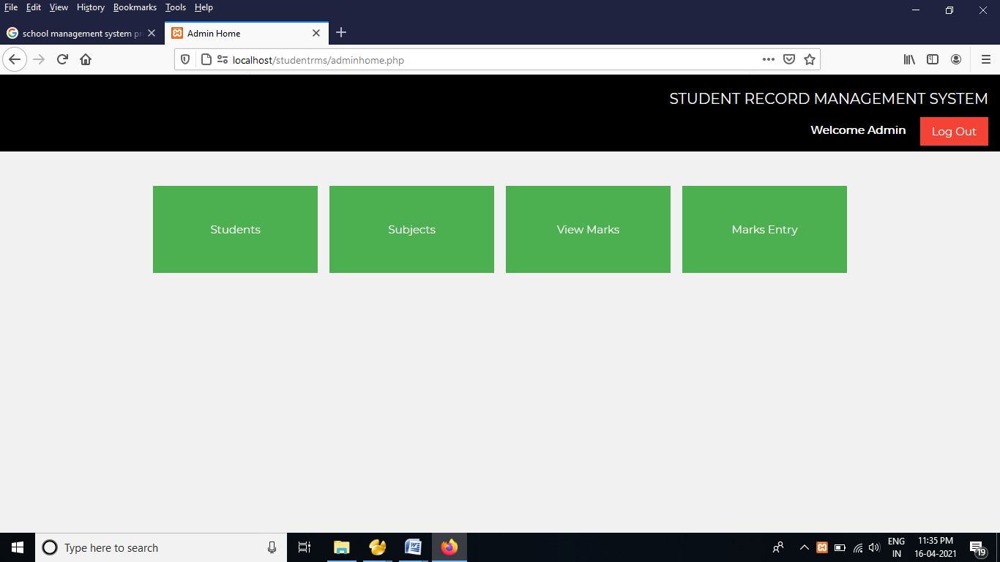 File Edit View History Bookmarks Tools Help
school management system pr
Admin Home
localhost/studentrms/adminhome.php
STUDENT RECORD MANAGEMENT SYSTEM
Welcome Admin Log Out
Students Subjects View Marks Marks Entry
Type here to search
ENG 11:35 PM
IN 16-04-2021 19